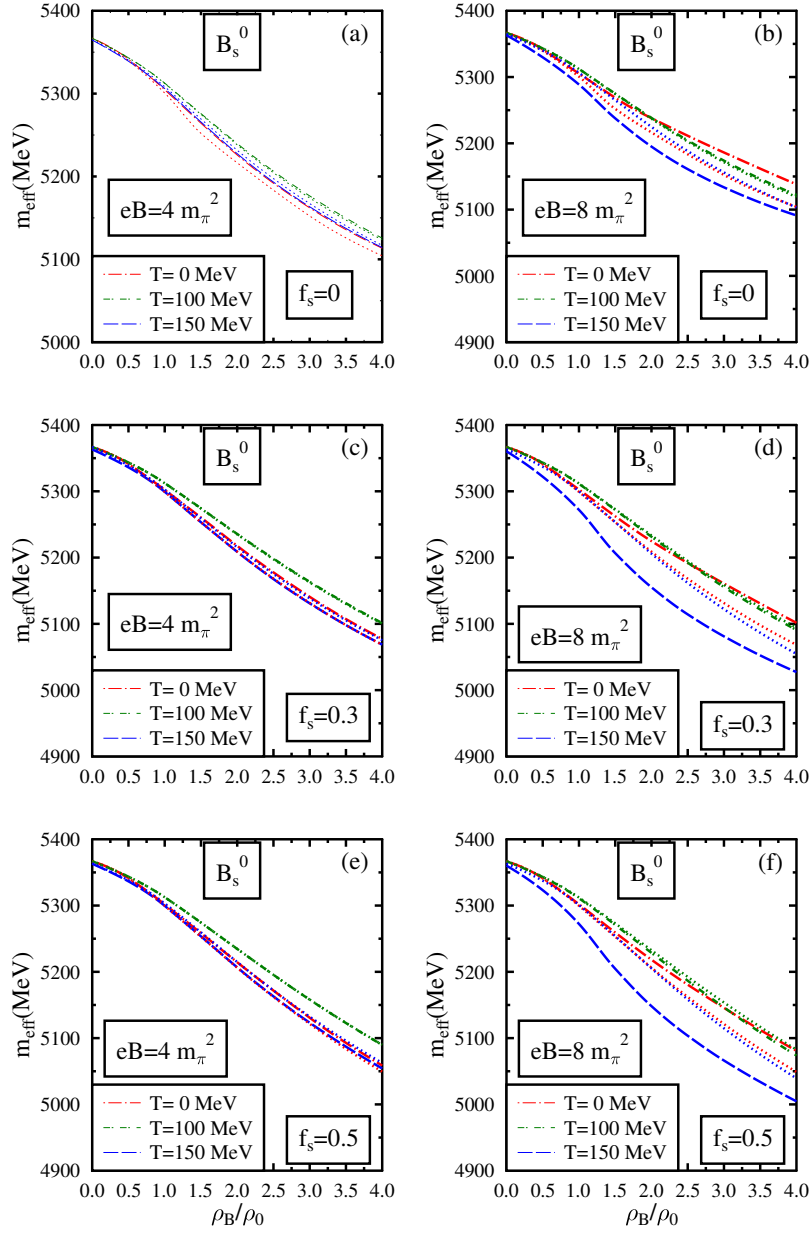 (a)
B_s^0
m_eff(MeV)
5400
5300
5200
5100
5000
eB=4 m_π^2
T= 0 MeV
T=100 MeV
T=150 MeV
f_s=0
0.0 0.5 1.0 1.5 2.0 2.5 3.0 3.5 4.0
(b)
B_s^0
m_eff(MeV)
5400
5300
5200
5100
5000
4900
eB=8 m_π^2
T= 0 MeV
T=100 MeV
T=150 MeV
f_s=0
0.0 0.5 1.0 1.5 2.0 2.5 3.0 3.5 4.0
(c)
B_s^0
m_eff(MeV)
5400
5300
5200
5100
5000
4900
eB=4 m_π^2
T= 0 MeV
T=100 MeV
T=150 MeV
f_s=0.3
0.0 0.5 1.0 1.5 2.0 2.5 3.0 3.5 4.0
(d)
B_s^0
m_eff(MeV)
5400
5300
5200
5100
5000
4900
eB=8 m_π^2
T= 0 MeV
T=100 MeV
T=150 MeV
f_s=0.3
0.0 0.5 1.0 1.5 2.0 2.5 3.0 3.5 4.0
(e)
B_s^0
m_eff(MeV)
5400
5300
5200
5100
5000
4900
eB=4 m_π^2
T= 0 MeV
T=100 MeV
T=150 MeV
f_s=0.5
0.0 0.5 1.0 1.5 2.0 2.5 3.0 3.5 4.0
ρ_B/ρ_0
(f)
B_s^0
m_eff(MeV)
5400
5300
5200
5100
5000
4900
eB=8 m_π^2
T= 0 MeV
T=100 MeV
T=150 MeV
f_s=0.5
0.0 0.5 1.0 1.5 2.0 2.5 3.0 3.5 4.0
ρ_B/ρ_0